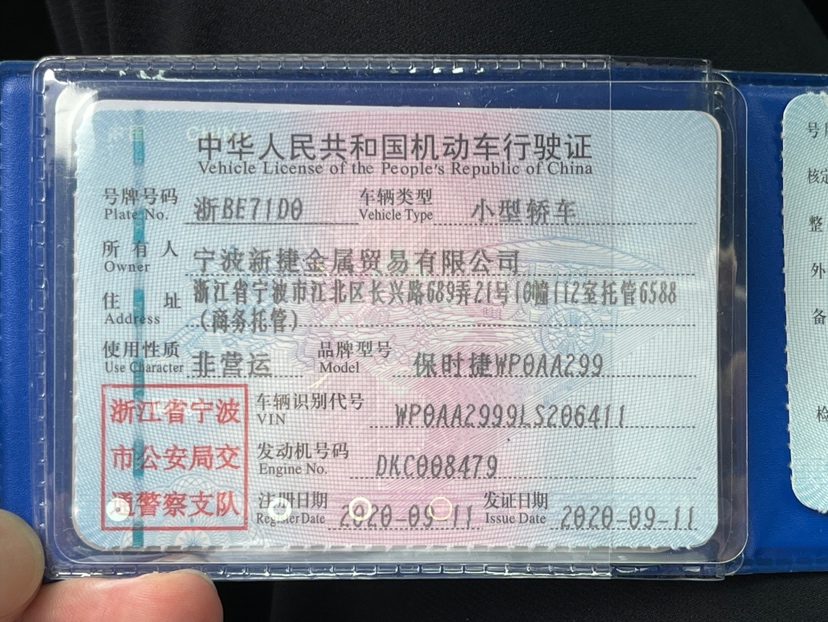 中华人民共和国机动车行驶证
Vehicle License of the People's Republic of China
号牌号码 浙BE71D0 车辆类型 小型轿车
Plate No. Vehicle Type
所有人 宁波新捷金属贸易有限公司
Owner
住址 浙江省宁波市江北区长兴路689弄21号10幢112室托管6588
Address (商务托管)
使用性质 非营运 品牌型号 保时捷WP0AA299
Use Character Model
浙江省宁波 车辆识别代号 WP0AA2999LS206411
VIN
市公安局交 发动机号码 DKC008479
Engine No.
通警察支队 注册日期 2020-09-11 发证日期 2020-09-11
Register Date Issue Date
号
核定
整
外
备
检